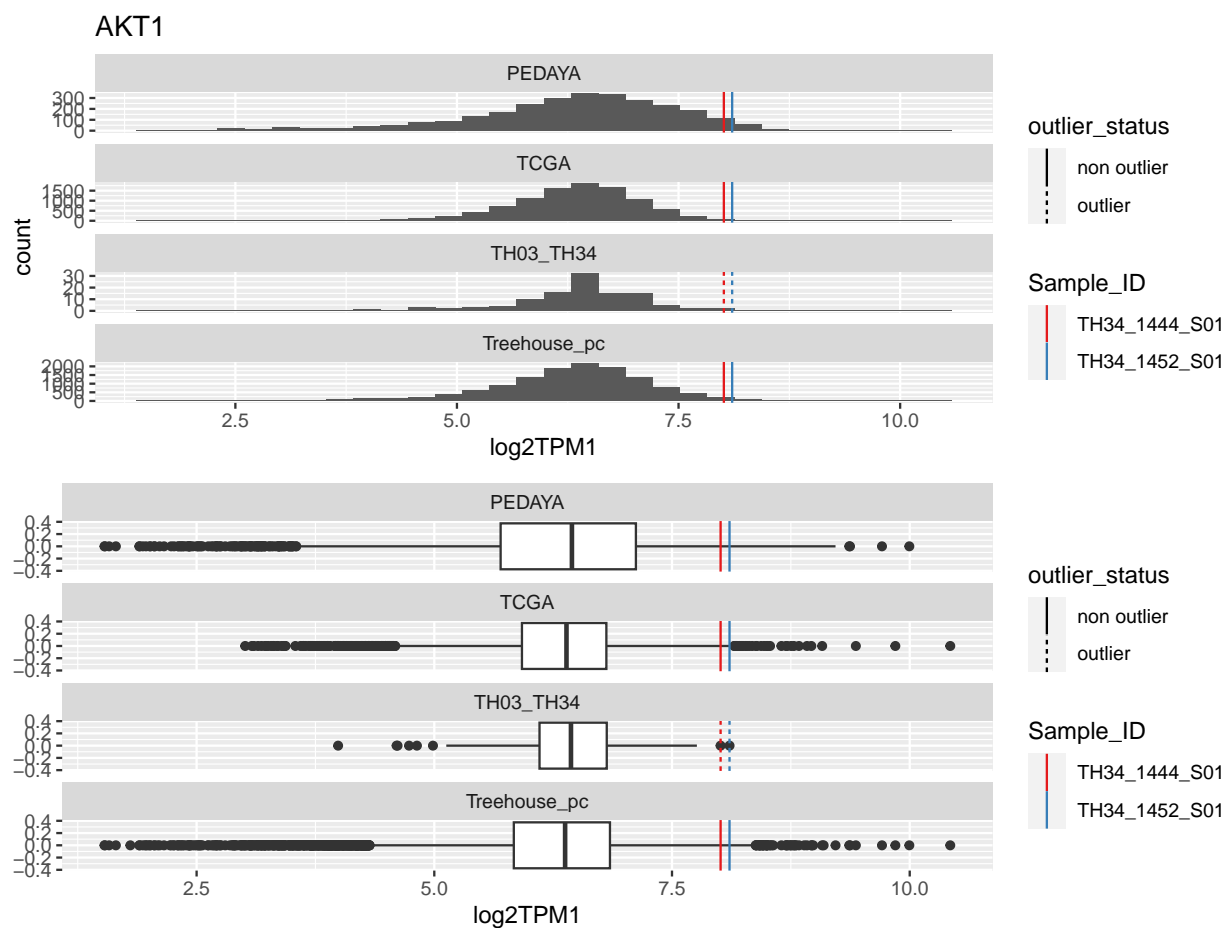 AKT1
count
PEDAYA
300
200
100
0
TCGA
1500
1000
500
0
TH03_TH34
30
20
10
0
Treehouse_pc
2000
1500
1000
500
0
2.5 5.0 7.5 10.0
log2TPM1
outlier_status
non outlier
outlier
Sample_ID
TH34_1444_S01
TH34_1452_S01
PEDAYA
0.4
0.2
0.0
−0.2
−0.4
TCGA
0.4
0.2
0.0
−0.2
−0.4
TH03_TH34
0.4
0.2
0.0
−0.2
−0.4
Treehouse_pc
0.4
0.2
0.0
−0.2
−0.4
2.5 5.0 7.5 10.0
log2TPM1
outlier_status
non outlier
outlier
Sample_ID
TH34_1444_S01
TH34_1452_S01